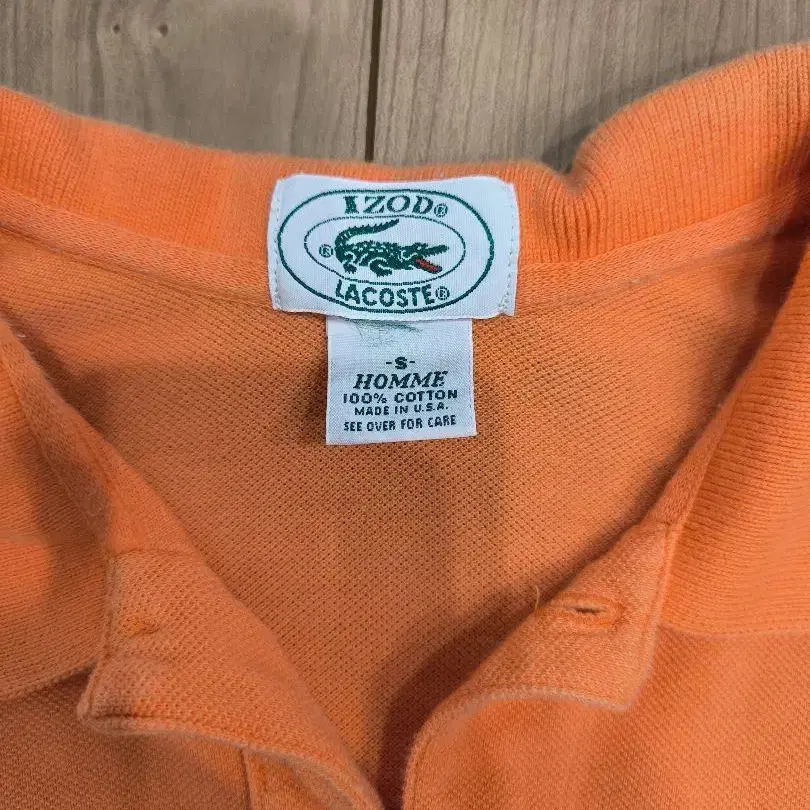 IZOD®
®
LACOSTE®
-S-
HOMME
100% COTTON
MADE IN U.S.A.
SEE OVER FOR CARE